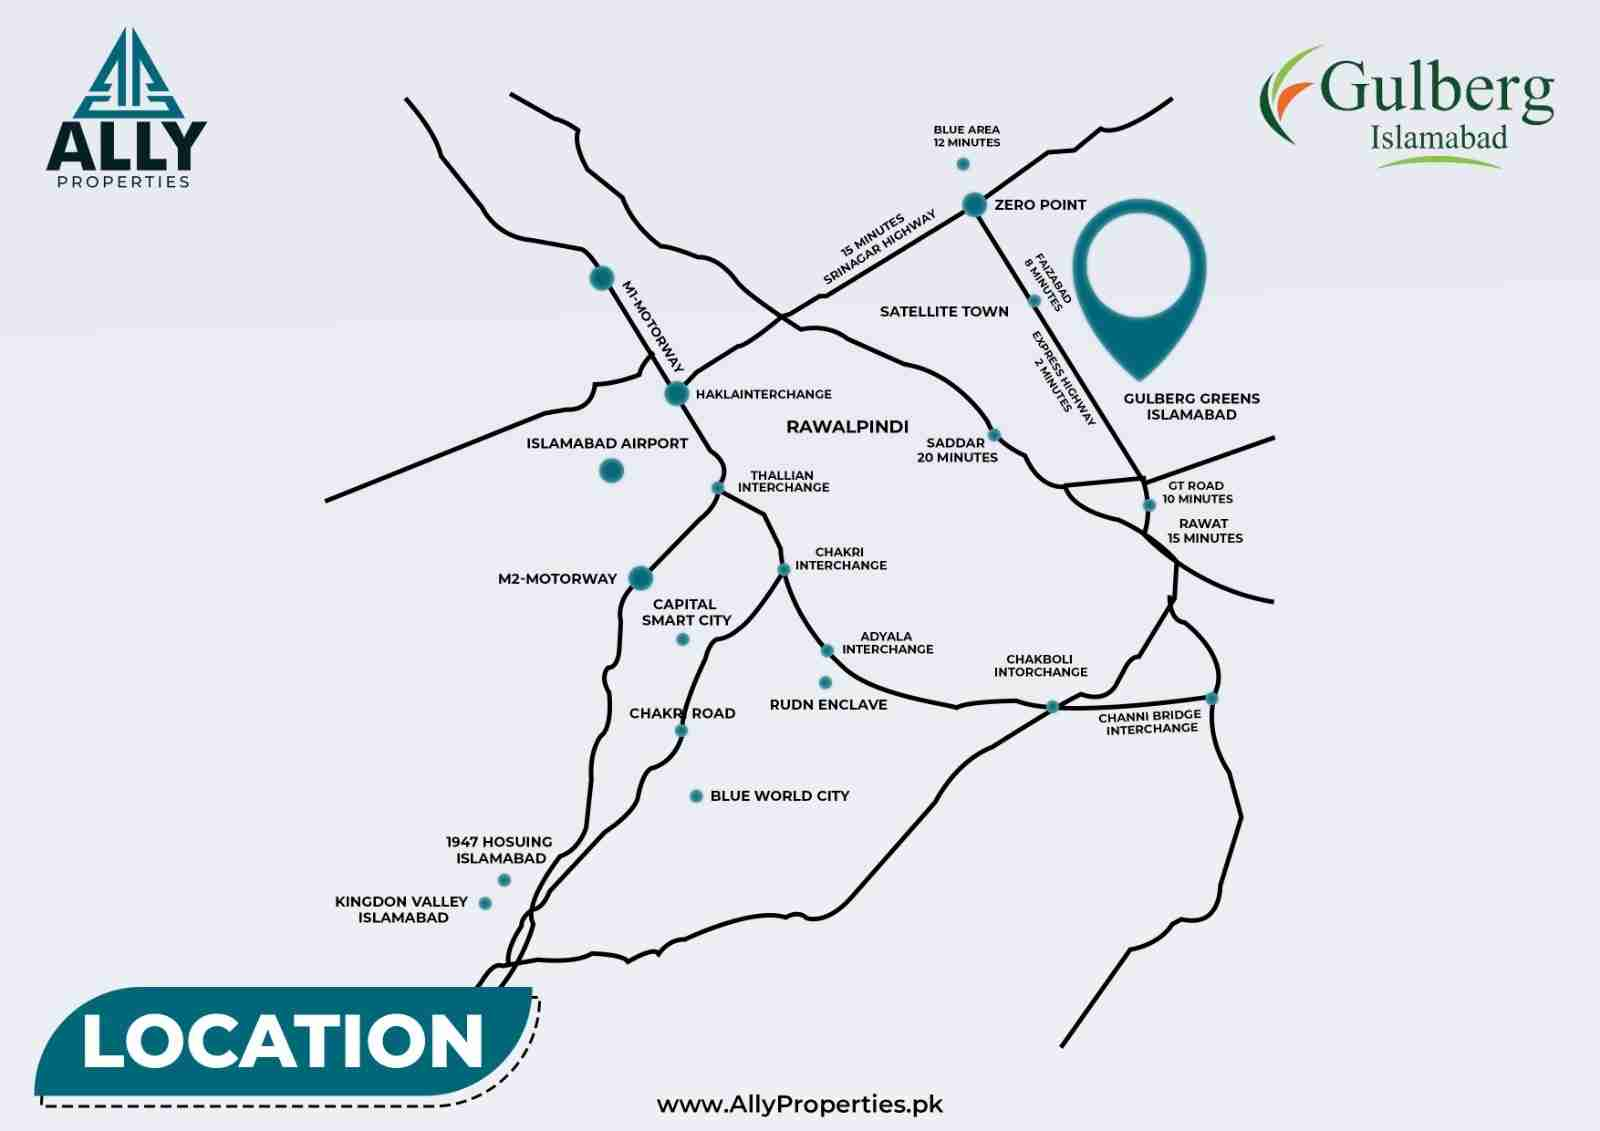 ALLY
PROPERTIES
Gulberg
Islamabad
BLUE AREA
12 MINUTES
ZERO POINT
15 MINUTES
SRINAGAR HIGHWAY
FAIZABAD
8 MINUTES
M1-MOTORWAY
SATELLITE TOWN
EXPRESS HIGHWAY
2 MINUTES
HAKLAINTERCHANGE
GULBERG GREENS
ISLAMABAD
RAWALPINDI
ISLAMABAD AIRPORT
SADDAR
20 MINUTES
THALLIAN
INTERCHANGE
GT ROAD
10 MINUTES
RAWAT
15 MINUTES
CHAKRI
INTERCHANGE
M2-MOTORWAY
CAPITAL
SMART CITY
ADYALA
INTERCHANGE
CHAKBOLI
INTORCHANGE
RUDN ENCLAVE
CHAKRI ROAD
CHANNI BRIDGE
INTERCHANGE
BLUE WORLD CITY
1947 HOSUING
ISLAMABAD
KINGDON VALLEY
ISLAMABAD
LOCATION
www.AllyProperties.pk